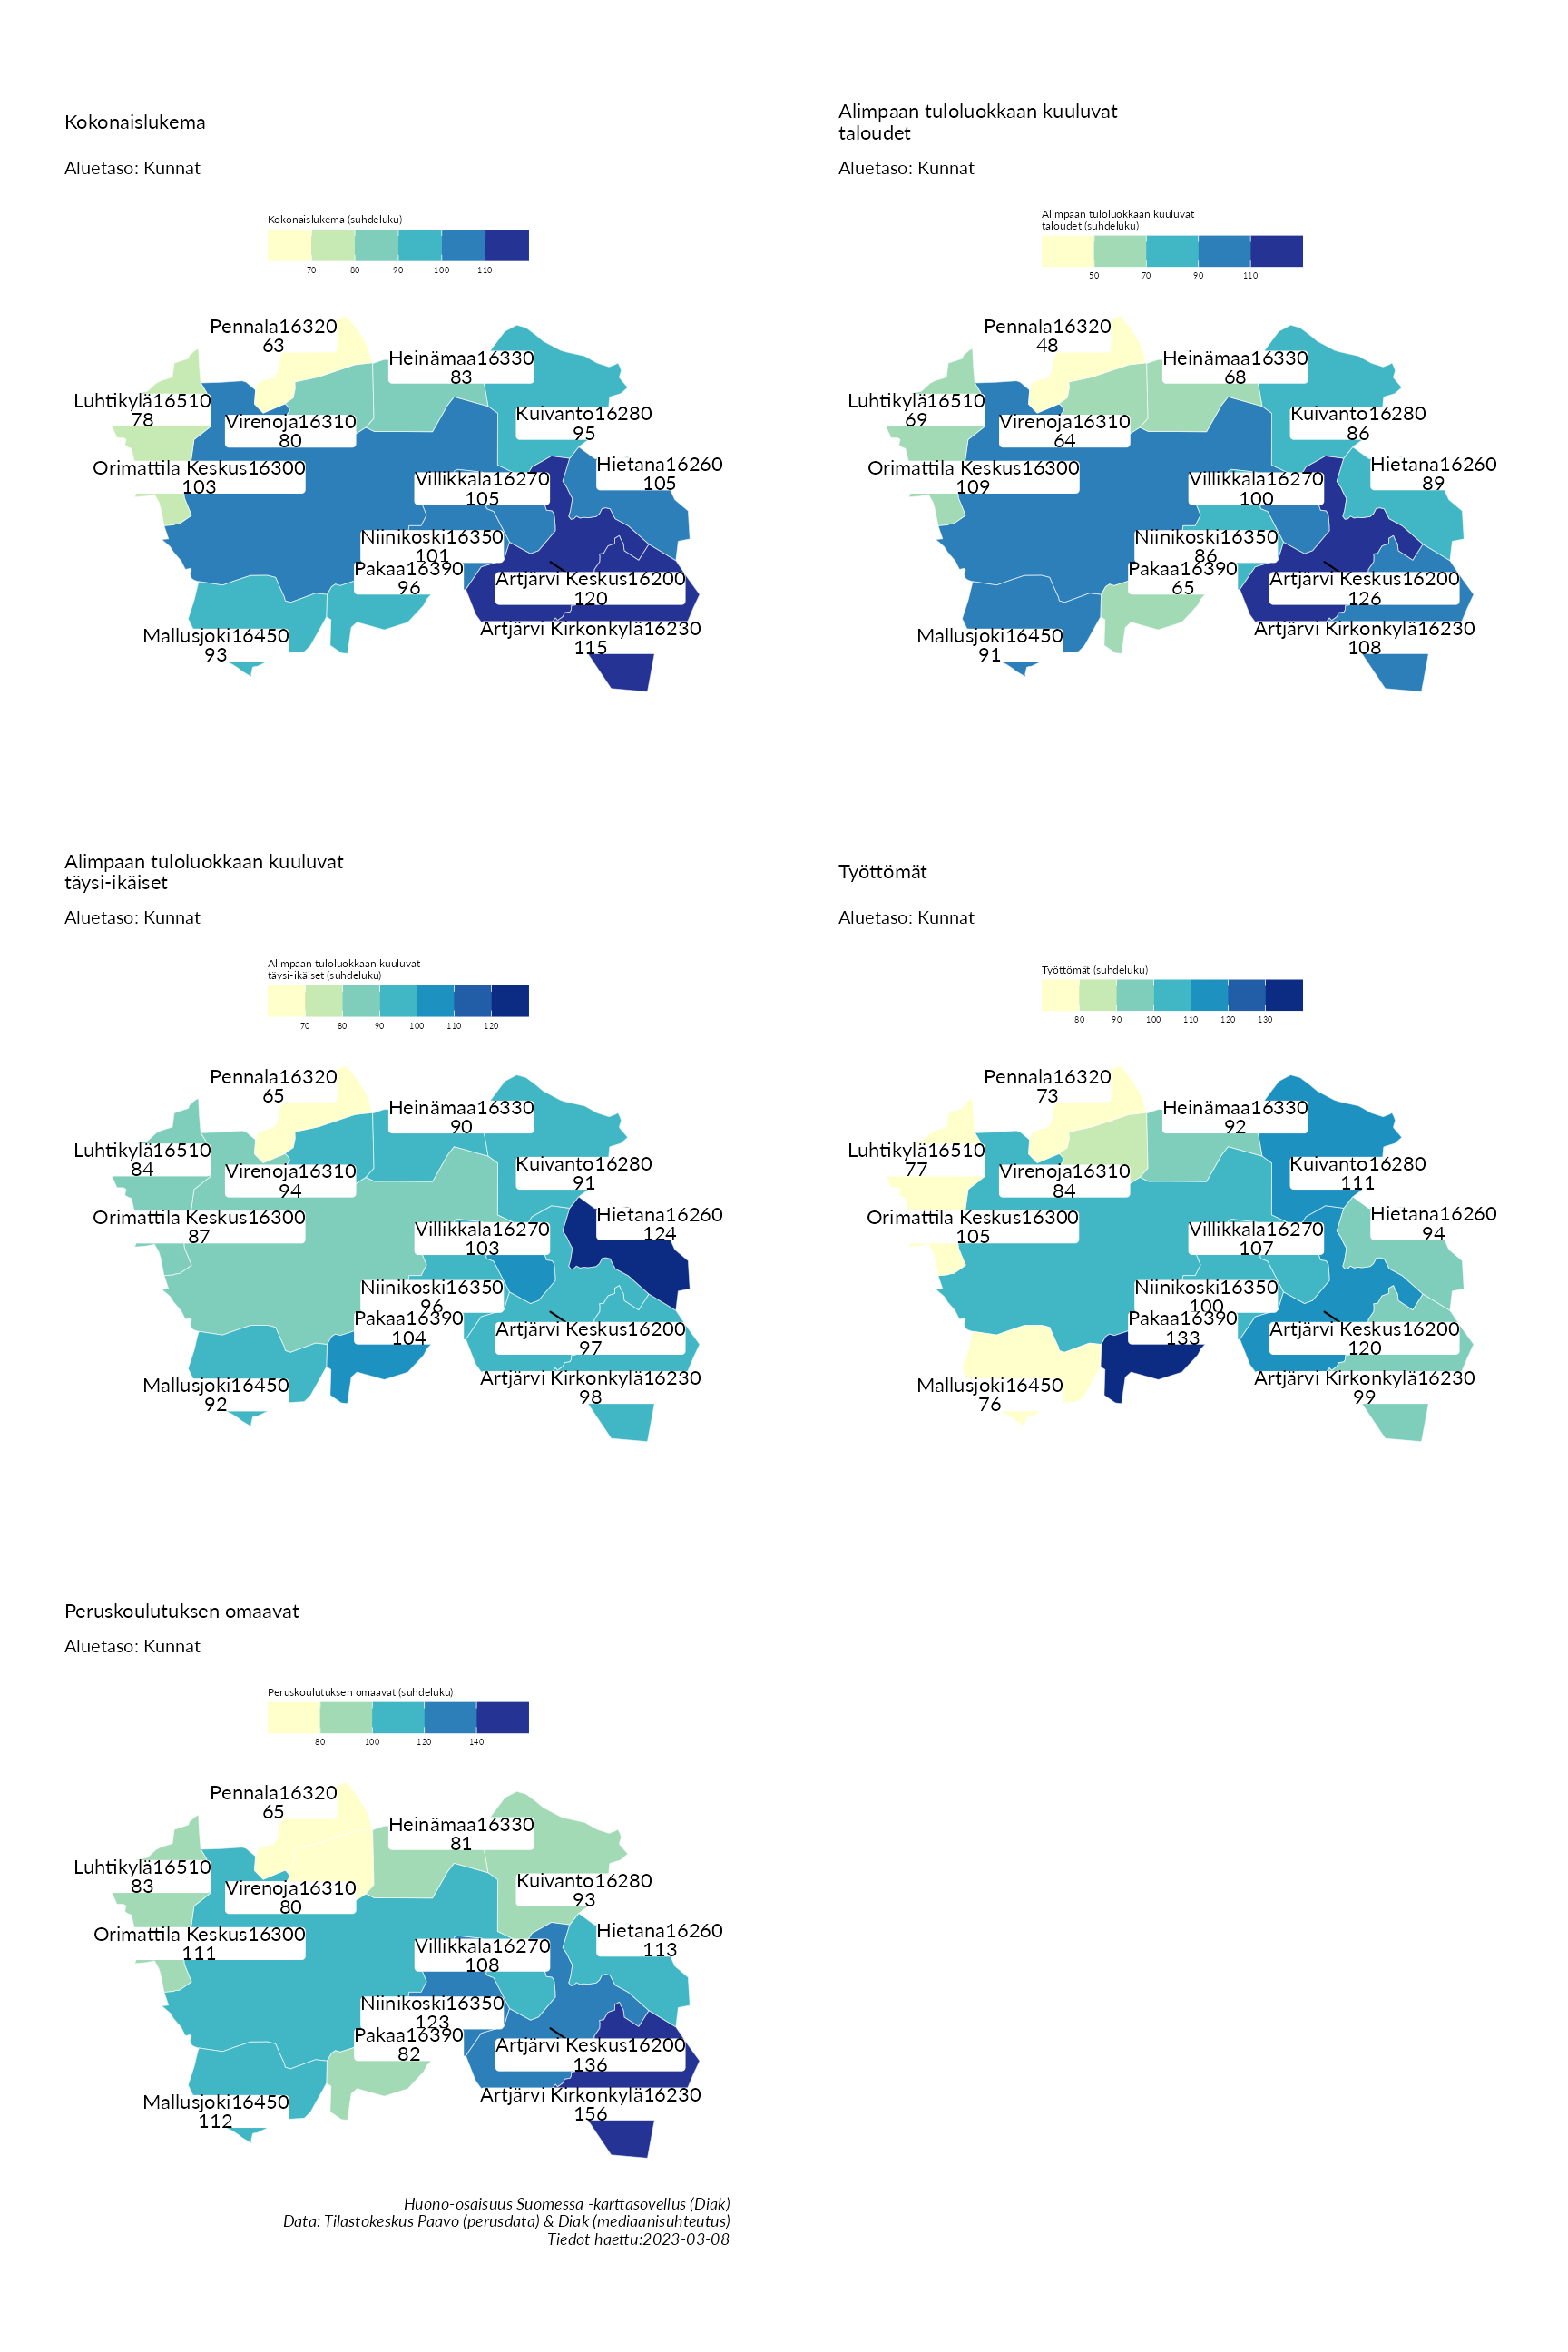 Kokonaislukema
Aluetaso: Kunnat
Kokonaislukema (suhdeluku)
70 80 90 100 110
Pennala16320
63
Heinämaa16330
83
Luhtikylä16510
78
Virenoja16310
80
Kuivanto16280
95
Orimattila Keskus16300
103
Villikkala16270
105
Hietana16260
105
Niinikoski16350
101
Pakaa16390
96
Artjärvi Keskus16200
120
Mallusjoki16450
93
Artjärvi Kirkonkylä16230
115
Alimpaan tuloluokkaan kuuluvat
taloudet
Aluetaso: Kunnat
Alimpaan tuloluokkaan kuuluvat
taloudet (suhdeluku)
50 70 90 110
Pennala16320
48
Heinämaa16330
68
Luhtikylä16510
69
Virenoja16310
64
Kuivanto16280
86
Orimattila Keskus16300
109
Villikkala16270
100
Hietana16260
89
Niinikoski16350
86
Pakaa16390
65
Artjärvi Keskus16200
126
Mallusjoki16450
91
Artjärvi Kirkonkylä16230
108
Alimpaan tuloluokkaan kuuluvat
täysi-ikäiset
Aluetaso: Kunnat
Alimpaan tuloluokkaan kuuluvat
täysi-ikäiset (suhdeluku)
70 80 90 100 110 120
Pennala16320
65
Heinämaa16330
90
Luhtikylä16510
84
Virenoja16310
94
Kuivanto16280
91
Orimattila Keskus16300
87
Villikkala16270
103
Hietana16260
124
Niinikoski16350
96
Pakaa16390
104
Artjärvi Keskus16200
97
Mallusjoki16450
92
Artjärvi Kirkonkylä16230
98
Työttömät
Aluetaso: Kunnat
Työttömät (suhdeluku)
80 90 100 110 120 130
Pennala16320
73
Heinämaa16330
92
Luhtikylä16510
77
Virenoja16310
84
Kuivanto16280
111
Orimattila Keskus16300
105
Villikkala16270
107
Hietana16260
94
Niinikoski16350
100
Pakaa16390
133
Artjärvi Keskus16200
120
Mallusjoki16450
76
Artjärvi Kirkonkylä16230
99
Peruskoulutuksen omaavat
Aluetaso: Kunnat
Peruskoulutuksen omaavat (suhdeluku)
80 100 120 140
Pennala16320
65
Heinämaa16330
81
Luhtikylä16510
83
Virenoja16310
80
Kuivanto16280
93
Orimattila Keskus16300
111
Villikkala16270
108
Hietana16260
113
Niinikoski16350
123
Pakaa16390
82
Artjärvi Keskus16200
136
Mallusjoki16450
112
Artjärvi Kirkonkylä16230
156
Huono-osaisuus Suomessa -karttasovellus (Diak)
Data: Tilastokeskus Paavo (perusdata) & Diak (mediaanisuhteutus)
Tiedot haettu:2023-03-08